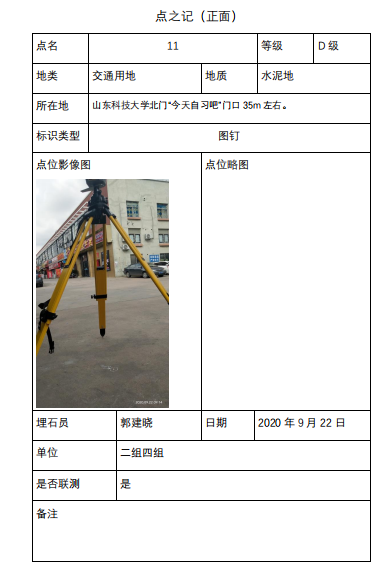 点之记（正面）
点名 11 等级 D 级
地类 交通用地 地质 水泥地
所在地 山东科技大学北门“今天自习吧”门口 35m 左右。
标识类型 图钉
点位影像图 点位略图
埋石员 郭建晓 日期 2020 年 9 月 22 日
单位 二组四组
是否联测 是
备注